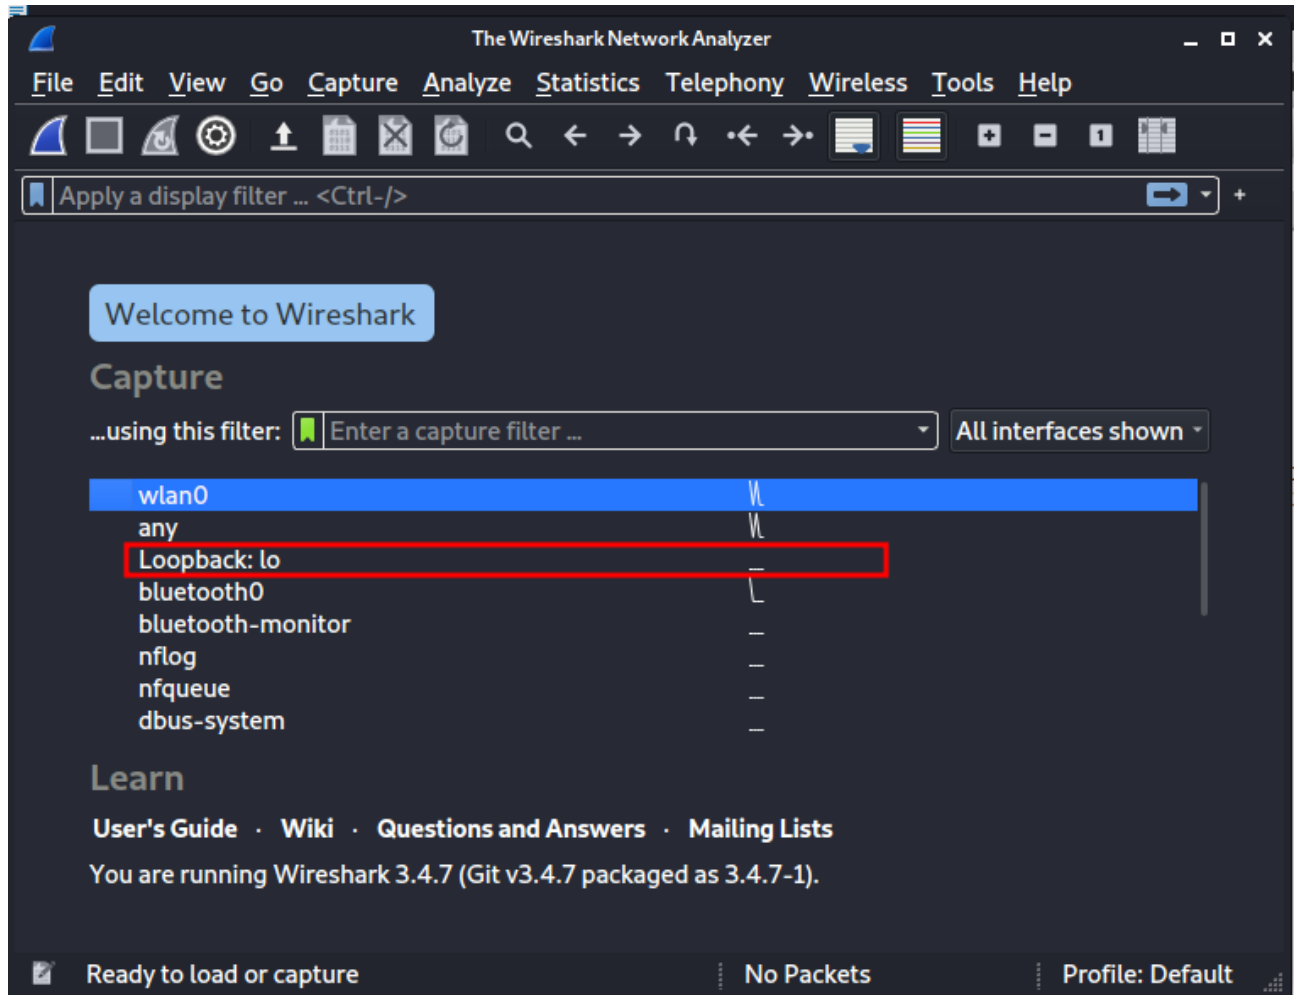 The Wireshark Network Analyzer
File Edit View Go Capture Analyze Statistics Telephony Wireless Tools Help
Apply a display filter ... <Ctrl-/>
Welcome to Wireshark
Capture
...using this filter: Enter a capture filter ... All interfaces shown
wlan0
any
Loopback: lo
bluetooth0
bluetooth-monitor
nflog
nfqueue
dbus-system
Learn
User's Guide · Wiki · Questions and Answers · Mailing Lists
You are running Wireshark 3.4.7 (Git v3.4.7 packaged as 3.4.7-1).
Ready to load or capture No Packets Profile: Default